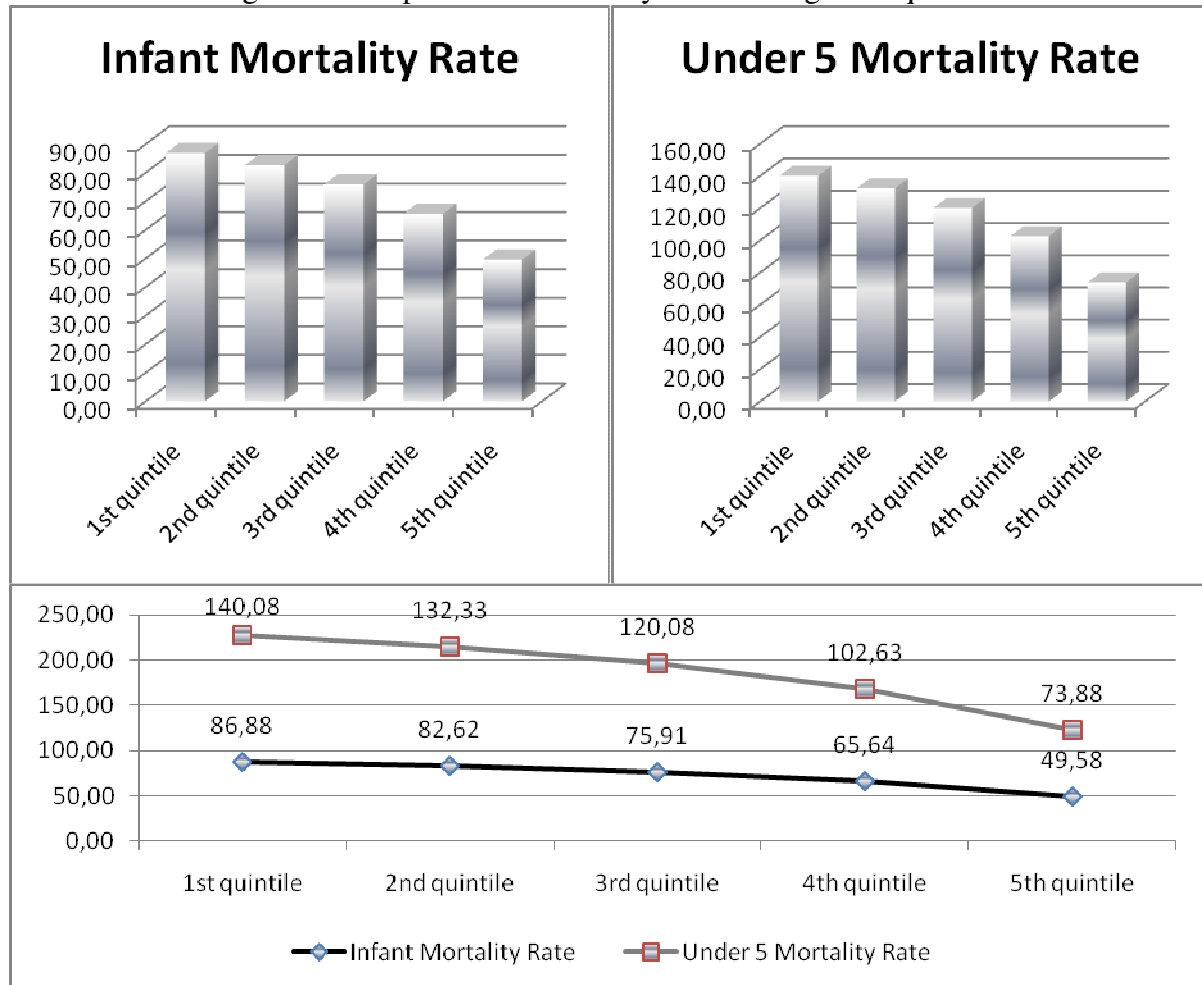 Infant Mortality Rate
90,00
80,00
70,00
60,00
50,00
40,00
30,00
20,00
10,00
0,00
1st quintile
2nd quintile
3rd quintile
4th quintile
5th quintile
Under 5 Mortality Rate
160,00
140,00
120,00
100,00
80,00
60,00
40,00
20,00
0,00
1st quintile
2nd quintile
3rd quintile
4th quintile
5th quintile
250,00
200,00
150,00
100,00
50,00
0,00
140,08
132,33
120,08
102,63
73,88
86,88
82,62
75,91
65,64
49,58
1st quintile
2nd quintile
3rd quintile
4th quintile
5th quintile
Infant Mortality Rate
Under 5 Mortality Rate